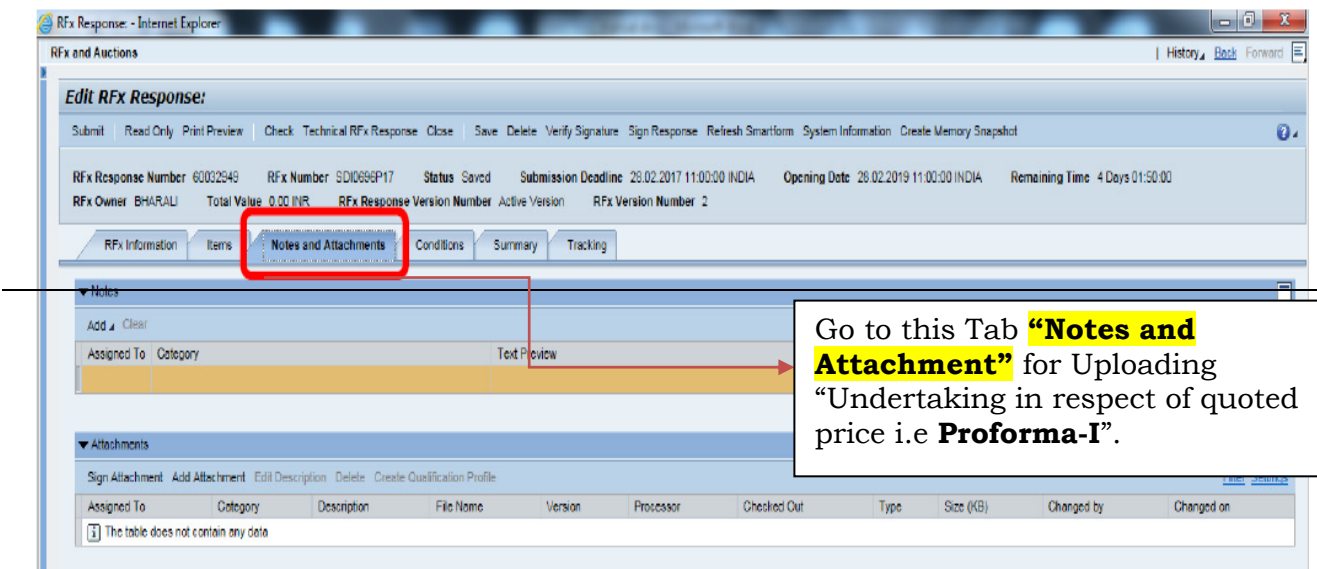 RFx Response: - Internet Explorer
RFx and Auctions
History Back Forward
Edit RFx Response:
Submit Read Only Print Preview Check Technical RFx Response Close Save Delete Verify Signature Sign Response Refresh Smartform System Information Create Memory Snapshot
RFx Response Number 60032949 RFx Number SDI0696P17 Status Saved Submission Deadline 28.02.2017 11:00:00 INDIA Opening Date 28.02.2019 11:00:00 INDIA Remaining Time 4 Days 01:50:00
RFx Owner BHARALI Total Value 0.00 INR RFx Response Version Number Active Version RFx Version Number 2
RFx Information Items Notes and Attachments Conditions Summary Tracking
Notes
Add Clear
Assigned To Category Text Preview
Go to this Tab “Notes and
Attachment” for Uploading
“Undertaking in respect of quoted
price i.e Proforma-I”.
Attachments
Sign Attachment Add Attachment Edit Description Delete Create Qualification Profile
Filter Settings
Assigned To Category Description File Name Version Processor Checked Out Type Size (KB) Changed by Changed on
The table does not contain any data